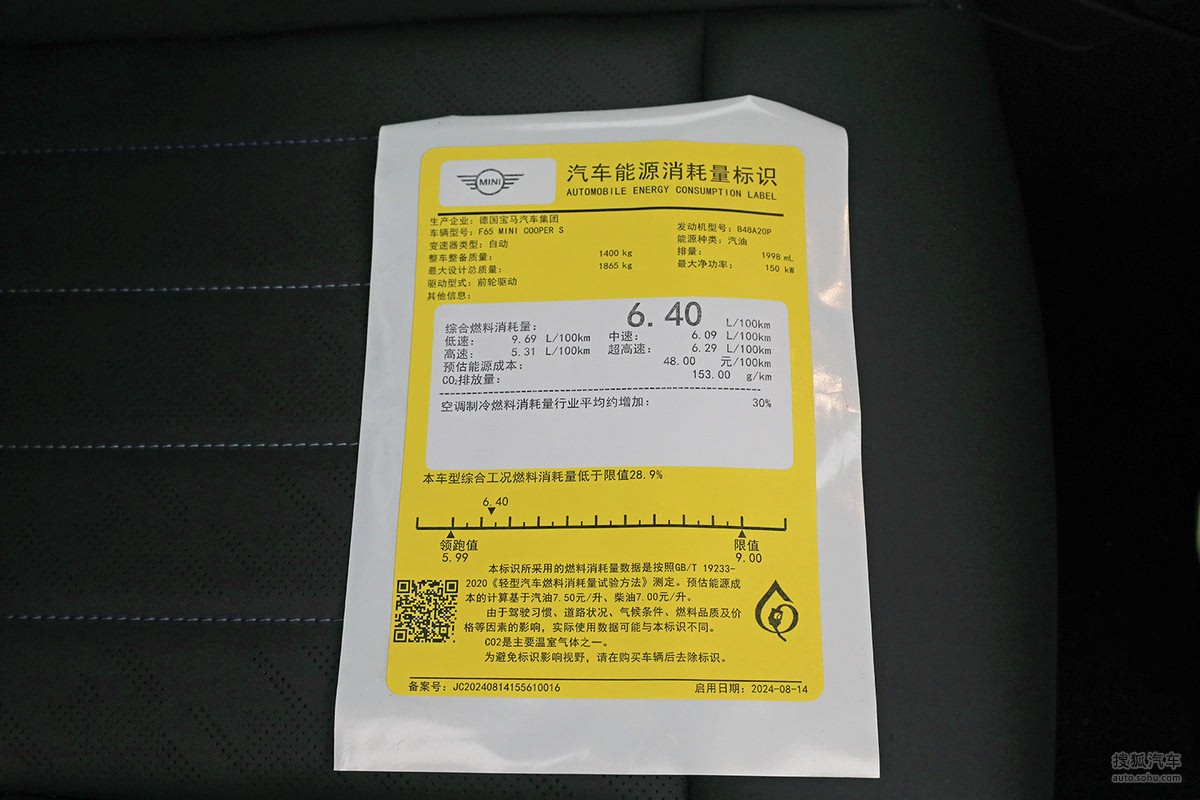 MINI
汽车能源消耗量标识
AUTOMOBILE ENERGY CONSUMPTION LABEL
生产企业：德国宝马汽车集团
车辆型号：F65 MINI COOPER S
发动机型号：B48A20P
变速器类型：自动
能源种类：汽油
整车整备质量： 1400 kg
排量： 1998 mL
最大设计总质量： 1865 kg
最大净功率： 150 kW
驱动型式：前轮驱动
其他信息：
综合燃料消耗量： 6.40 L/100km
低速： 9.69 L/100km 中速： 6.09 L/100km
高速： 5.31 L/100km 超高速： 6.29 L/100km
预估能源成本： 48.00 元/100km
CO₂排放量： 153.00 g/km
空调制冷燃料消耗量行业平均约增加： 30%
本车型综合工况燃料消耗量低于限值28.9%
6.40
领跑值 限值
5.99 9.00
本标识所采用的燃料消耗量数据是按照GB/T 19233-
2020《轻型汽车燃料消耗量试验方法》测定。预估能源成
本的计算基于汽油7.50元/升、柴油7.00元/升。
由于驾驶习惯、道路状况、气候条件、燃料品质及价
格等因素的影响，实际使用数据可能与本标识不同。
CO2是主要温室气体之一。
为避免标识影响视野，请在购买车辆后去除标识。
备案号：JC20240814155610016 启用日期：2024-08-14
搜狐汽车
auto.sohu.com